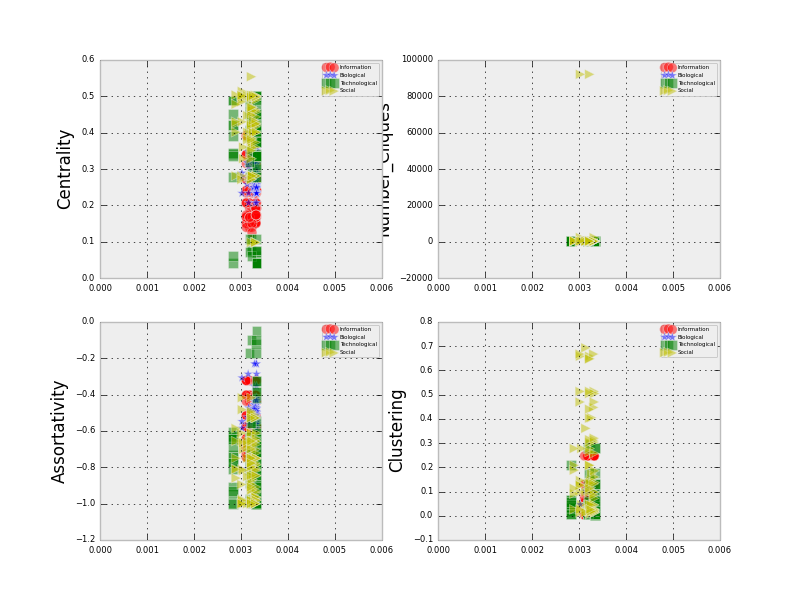 0.6
0.5
0.4
0.3
0.2
0.1
0.0
Centrality
0.000 0.001 0.002 0.003 0.004 0.005 0.006
Information
Biological
Technological
Social
100000
80000
60000
40000
20000
0
−20000
Number_Cliques
0.000 0.001 0.002 0.003 0.004 0.005 0.006
Information
Biological
Technological
Social
0.0
−0.2
−0.4
−0.6
−0.8
−1.0
−1.2
Assortativity
0.000 0.001 0.002 0.003 0.004 0.005 0.006
Information
Biological
Technological
Social
0.8
0.7
0.6
0.5
0.4
0.3
0.2
0.1
0.0
−0.1
Clustering
0.000 0.001 0.002 0.003 0.004 0.005 0.006
Information
Biological
Technological
Social